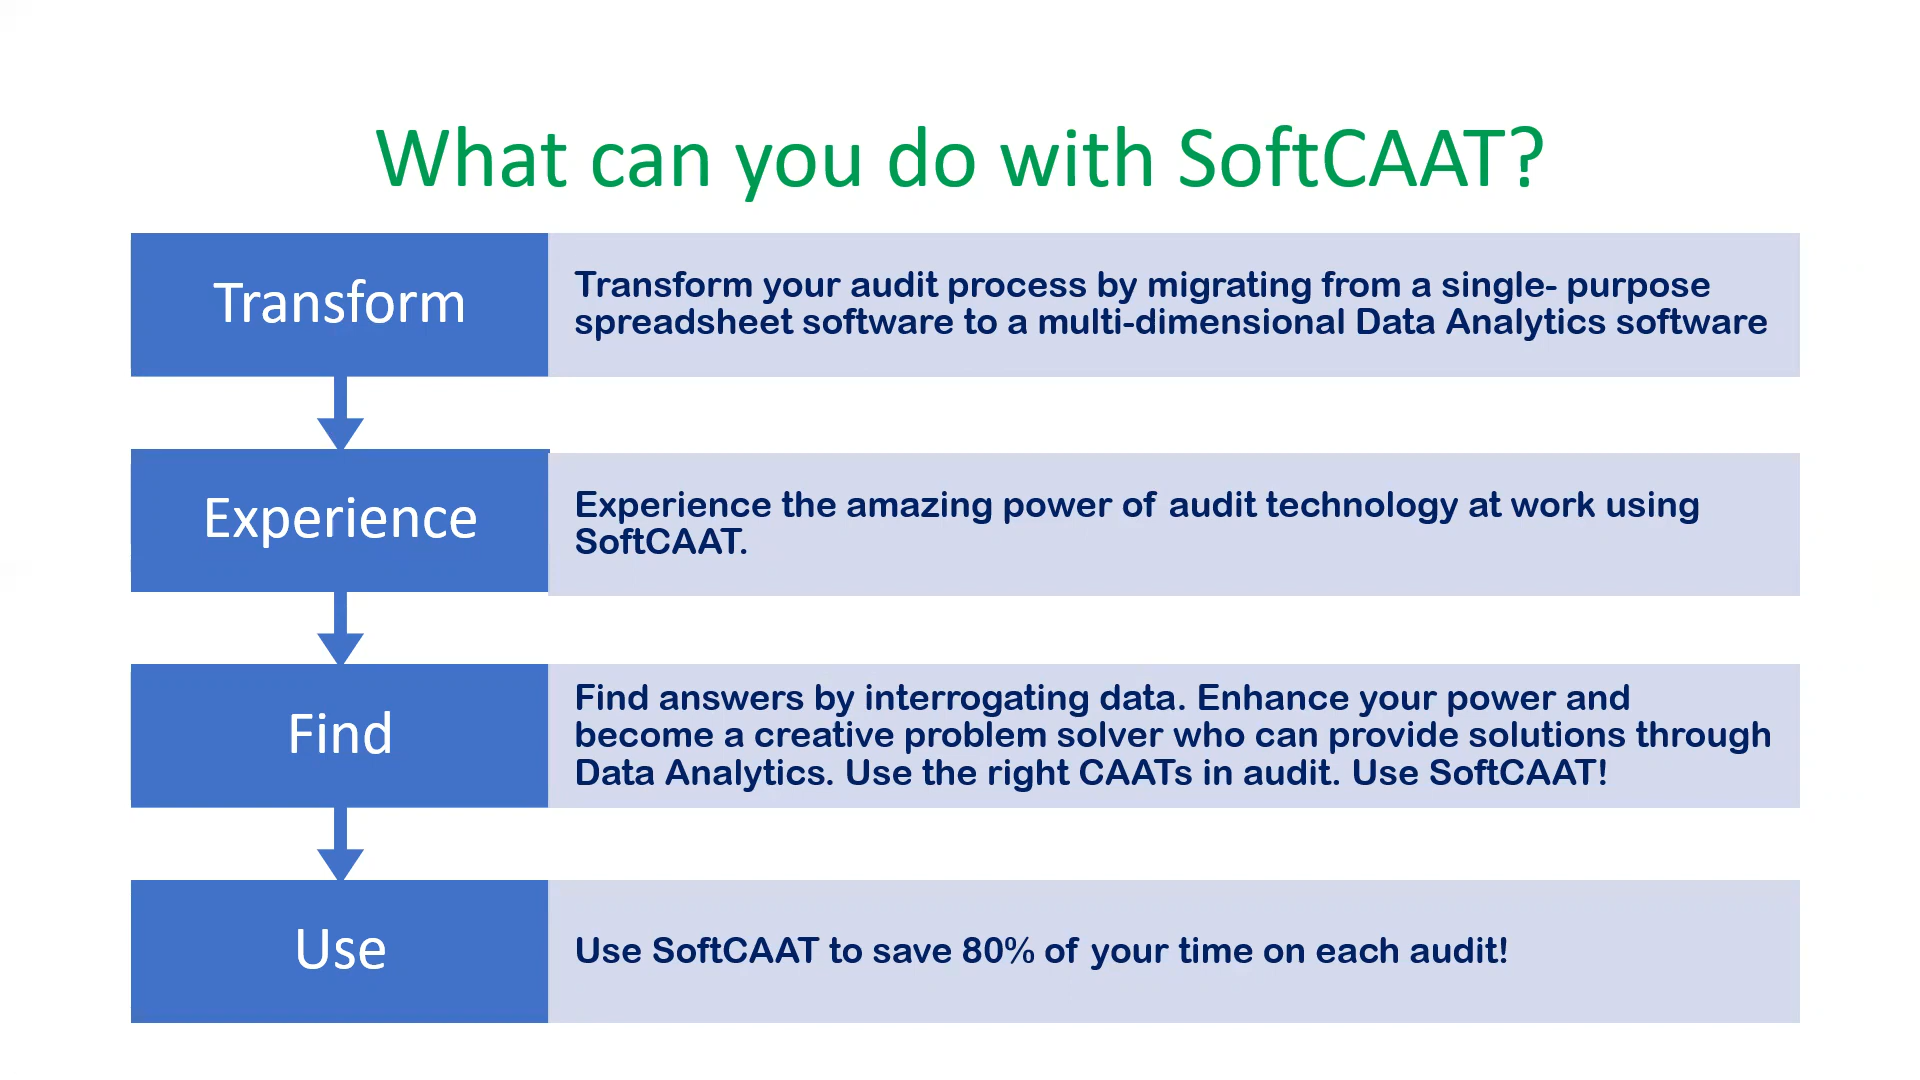 What can you do with SoftCAAT?
Transform
Transform your audit process by migrating from a single- purpose
spreadsheet software to a multi-dimensional Data Analytics software
Experience
Experience the amazing power of audit technology at work using
SoftCAAT.
Find
Find answers by interrogating data. Enhance your power and
become a creative problem solver who can provide solutions through
Data Analytics. Use the right CAATs in audit. Use SoftCAAT!
Use
Use SoftCAAT to save 80% of your time on each audit!